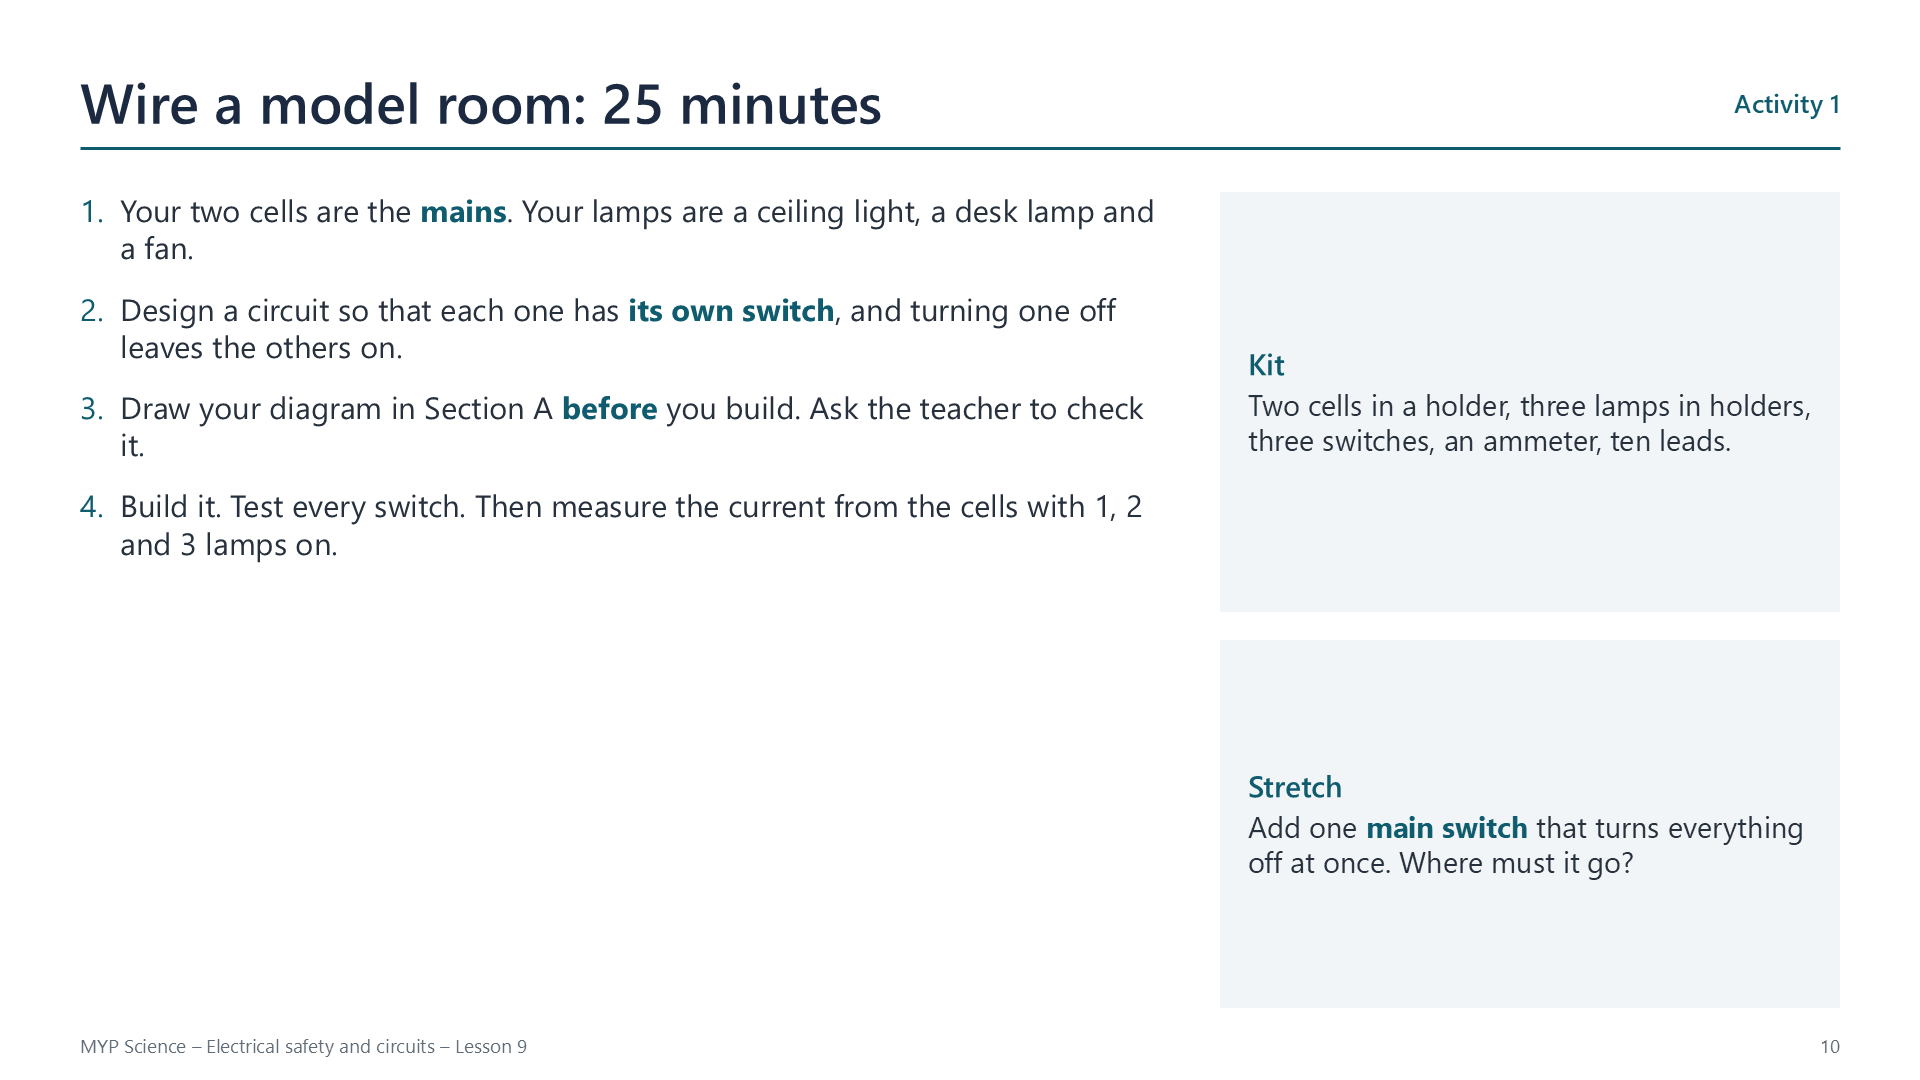 Wire a model room: 25 minutes
Activity 1
1. Your two cells are the mains. Your lamps are a ceiling light, a desk lamp and
a fan.
2. Design a circuit so that each one has its own switch, and turning one off
leaves the others on.
3. Draw your diagram in Section A before you build. Ask the teacher to check
it.
4. Build it. Test every switch. Then measure the current from the cells with 1, 2
and 3 lamps on.
Kit
Two cells in a holder, three lamps in holders,
three switches, an ammeter, ten leads.
Stretch
Add one main switch that turns everything
off at once. Where must it go?
MYP Science – Electrical safety and circuits – Lesson 9
10